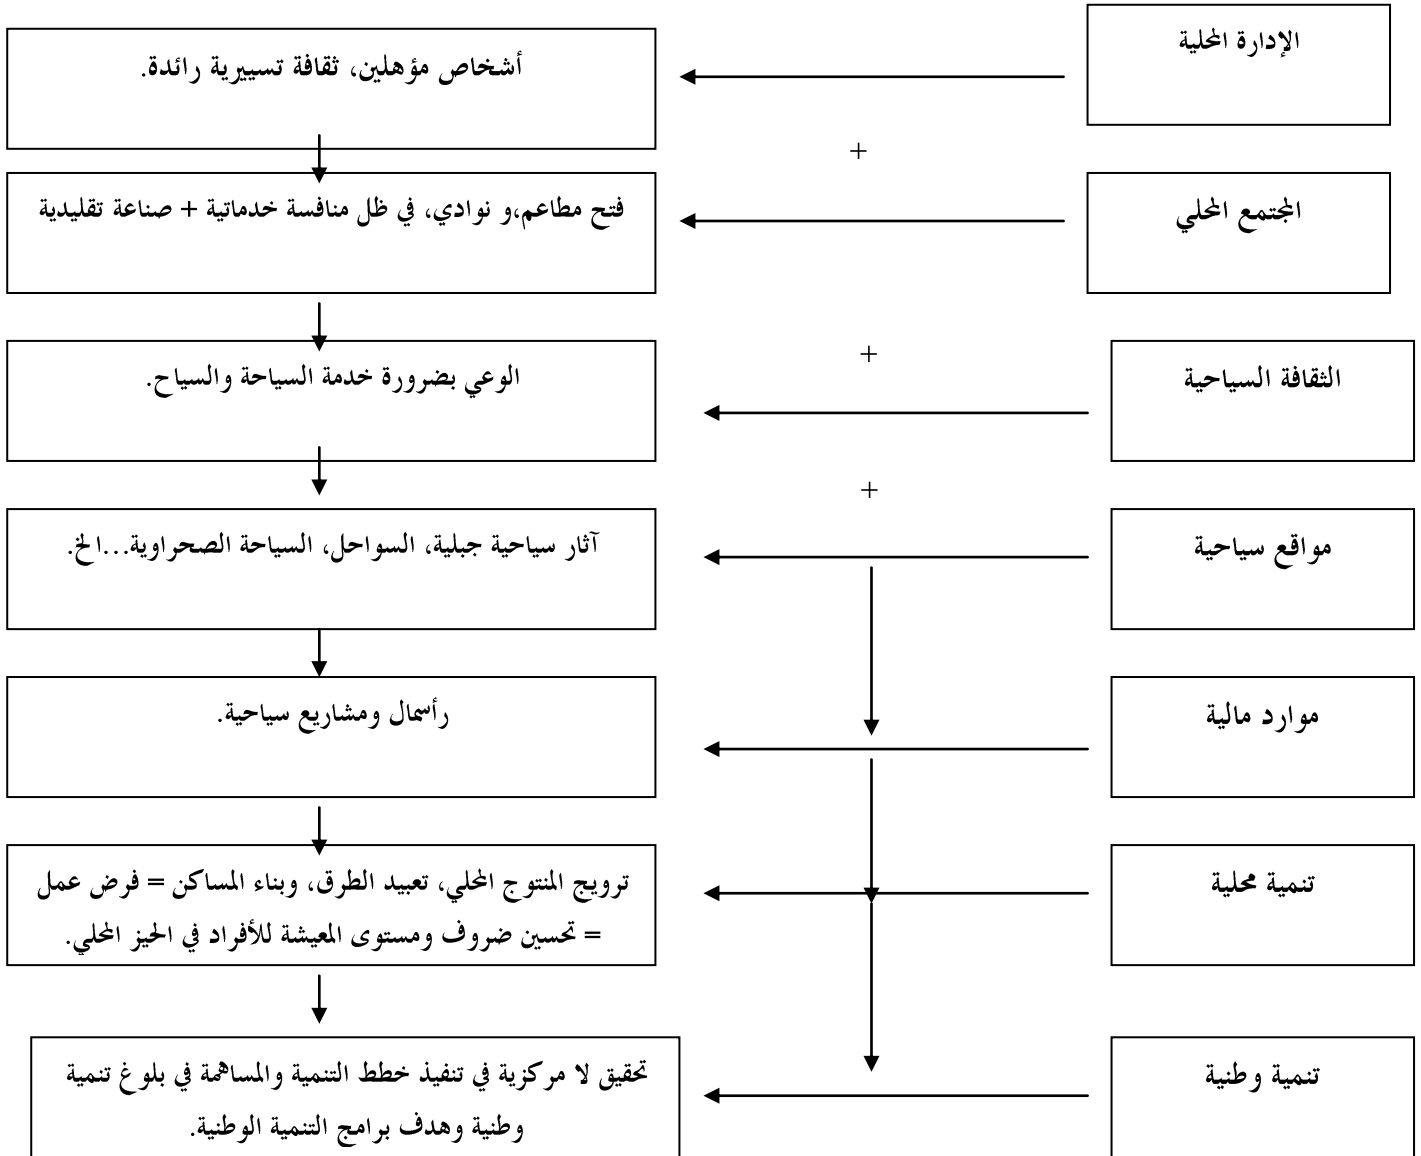 الإدارة المحلية
أشخاص مؤهلين، ثقافة تسييرية رائدة.
+
المجتمع المحلي
فتح مطاعم،و نوادي، في ظل منافسة خدماتية + صناعة تقليدية
+
الثقافة السياحية
الوعي بضرورة خدمة السياحة والسياح.
+
مواقع سياحية
آثار سياحية جبلية، السواحل، السياحة الصحراوية...الخ.
موارد مالية
رأسمال ومشاريع سياحية.
تنمية محلية
ترويج المنتوج المحلي، تعبيد الطرق، وبناء المساكن = فرض عمل
= تحسين ضروف ومستوى المعيشة للأفراد في الحيز المحلي.
تنمية وطنية
تحقيق لا مركزية في تنفيذ خطط التنمية والمساهمة في بلوغ تنمية
وطنية وهدف برامج التنمية الوطنية.